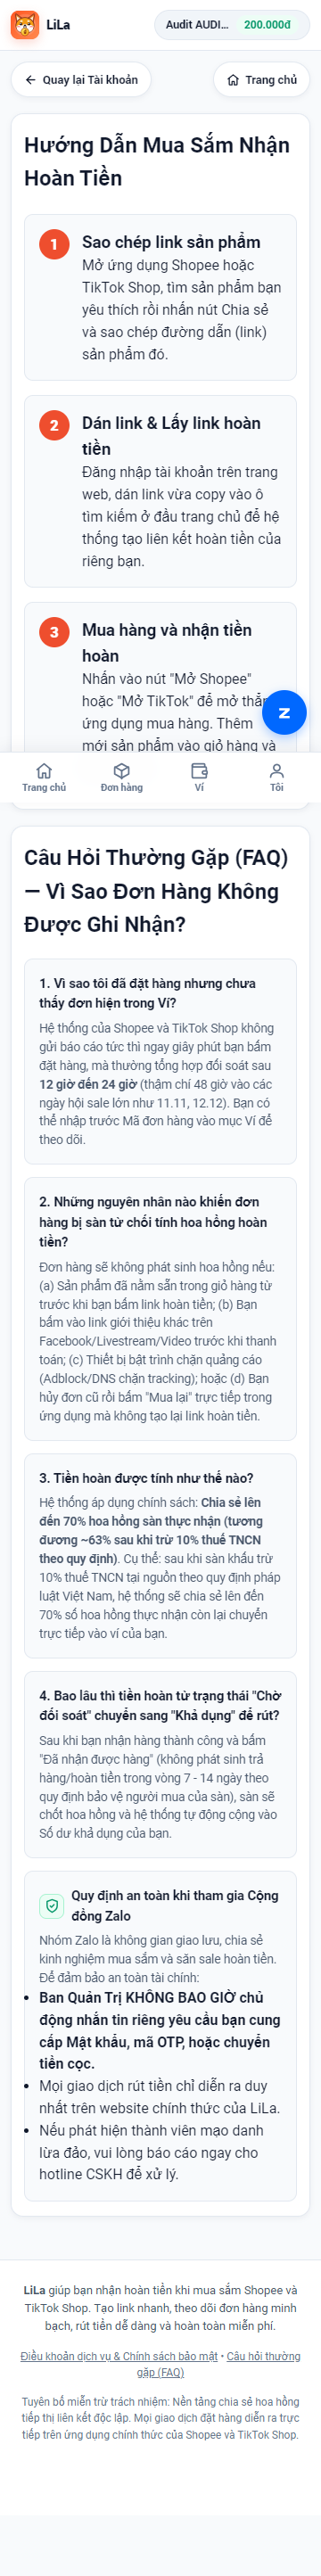 LiLa
Audit AUDI... 200.000đ
Quay lại Tài khoản
Trang chủ
Hướng Dẫn Mua Sắm Nhận
Hoàn Tiền
1
Sao chép link sản phẩm
Mở ứng dụng Shopee hoặc
TikTok Shop, tìm sản phẩm bạn
yêu thích rồi nhấn nút Chia sẻ
và sao chép đường dẫn (link)
sản phẩm đó.
2
Dán link & Lấy link hoàn
tiền
Đăng nhập tài khoản trên trang
web, dán link vừa copy vào ô
tìm kiếm ở đầu trang chủ để hệ
thống tạo liên kết hoàn tiền của
riêng bạn.
3
Mua hàng và nhận tiền
hoàn
Nhấn vào nút "Mở Shopee"
hoặc "Mở TikTok" để mở thẳng
ứng dụng mua hàng. Thêm
mới sản phẩm vào giỏ hàng và
Z
Trang chủ
Đơn hàng
Ví
Tôi
Câu Hỏi Thường Gặp (FAQ)
— Vì Sao Đơn Hàng Không
Được Ghi Nhận?
1. Vì sao tôi đã đặt hàng nhưng chưa
thấy đơn hiện trong Ví?
Hệ thống của Shopee và TikTok Shop không
gửi báo cáo tức thì ngay giây phút bạn bấm
đặt hàng, mà thường tổng hợp đối soát sau
12 giờ đến 24 giờ (thậm chí 48 giờ vào các
ngày hội sale lớn như 11.11, 12.12). Bạn có
thể nhập trước Mã đơn hàng vào mục Ví để
theo dõi.
2. Những nguyên nhân nào khiến đơn
hàng bị sàn từ chối tính hoa hồng hoàn
tiền?
Đơn hàng sẽ không phát sinh hoa hồng nếu:
(a) Sản phẩm đã nằm sẵn trong giỏ hàng từ
trước khi bạn bấm link hoàn tiền; (b) Bạn
bấm vào link giới thiệu khác trên
Facebook/Livestream/Video trước khi thanh
toán; (c) Thiết bị bật trình chặn quảng cáo
(Adblock/DNS chặn tracking); hoặc (d) Bạn
hủy đơn cũ rồi bấm "Mua lại" trực tiếp trong
ứng dụng mà không tạo lại link hoàn tiền.
3. Tiền hoàn được tính như thế nào?
Hệ thống áp dụng chính sách: Chia sẻ lên
đến 70% hoa hồng sàn thực nhận (tương
đương ~63% sau khi trừ 10% thuế TNCN
theo quy định). Cụ thể: sau khi sàn khấu trừ
10% thuế TNCN tại nguồn theo quy định pháp
luật Việt Nam, hệ thống sẽ chia sẻ lên đến
70% số hoa hồng thực nhận còn lại chuyển
trực tiếp vào ví của bạn.
4. Bao lâu thì tiền hoàn từ trạng thái "Chờ
đối soát" chuyển sang "Khả dụng" để rút?
Sau khi bạn nhận hàng thành công và bấm
"Đã nhận được hàng" (không phát sinh trả
hàng/hoàn tiền trong vòng 7 - 14 ngày theo
quy định bảo vệ người mua của sàn), sàn sẽ
chốt hoa hồng và hệ thống tự động cộng vào
Số dư khả dụng của bạn.
Quy định an toàn khi tham gia Cộng
đồng Zalo
Nhóm Zalo là không gian giao lưu, chia sẻ
kinh nghiệm mua sắm và săn sale hoàn tiền.
Để đảm bảo an toàn tài chính:
• Ban Quản Trị KHÔNG BAO GIỜ chủ
động nhắn tin riêng yêu cầu bạn cung
cấp Mật khẩu, mã OTP, hoặc chuyển
tiền cọc.
• Mọi giao dịch rút tiền chỉ diễn ra duy
nhất trên website chính thức của LiLa.
• Nếu phát hiện thành viên mạo danh
lừa đảo, vui lòng báo cáo ngay cho
hotline CSKH để xử lý.
LiLa giúp bạn nhận hoàn tiền khi mua sắm Shopee và
TikTok Shop. Tạo link nhanh, theo dõi đơn hàng minh
bạch, rút tiền dễ dàng và hoàn toàn miễn phí.
Điều khoản dịch vụ & Chính sách bảo mật • Câu hỏi thường
gặp (FAQ)
Tuyên bố miễn trừ trách nhiệm: Nền tảng chia sẻ hoa hồng
tiếp thị liên kết độc lập. Mọi giao dịch đặt hàng diễn ra trực
tiếp trên ứng dụng chính thức của Shopee và TikTok Shop.